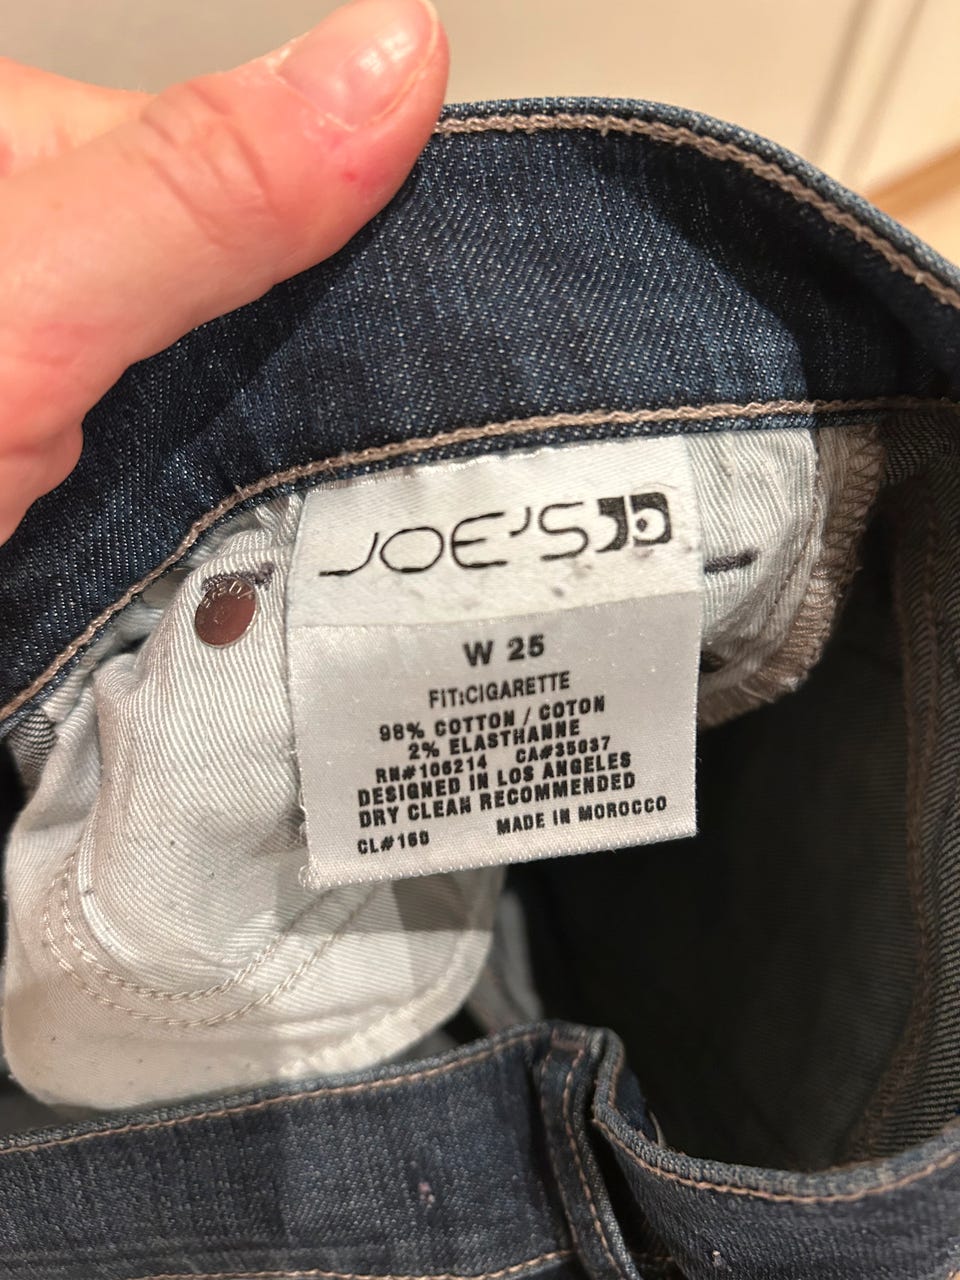 JOE'S
W 25
FIT:CIGARETTE
98% COTTON / COTON
2% ELASTHANNE
RN#106214 CA#35037
DESIGNED IN LOS ANGELES
DRY CLEAN RECOMMENDED
CL#160 MADE IN MOROCCO